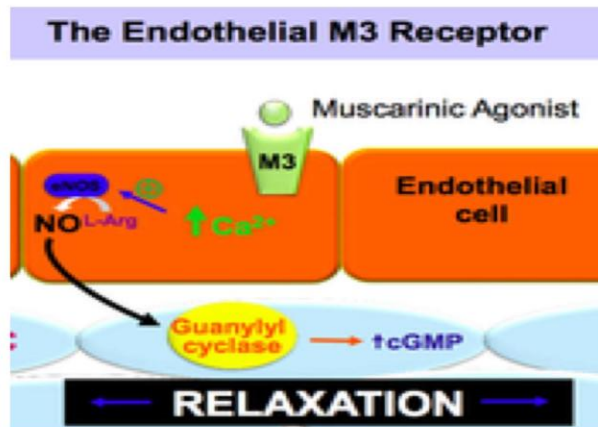 The Endothelial M3 Receptor
Muscarinic Agonist
M3
eNOS
NO L-Arg
↑Ca²⁺
Endothelial
cell
Guanylyl
cyclase
↑cGMP
C
RELAXATION